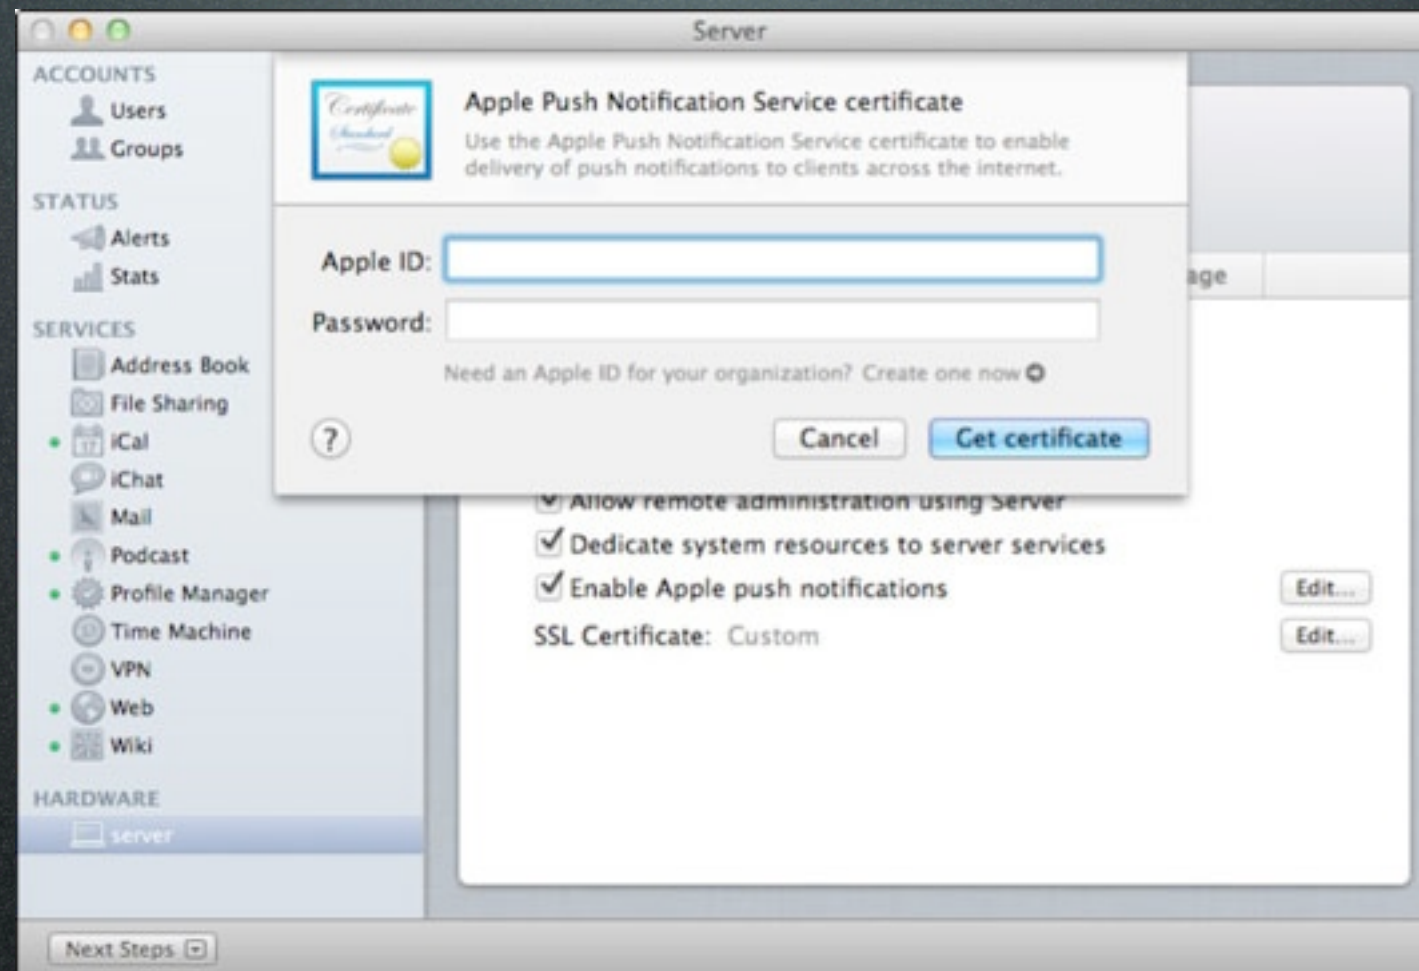 Server
ACCOUNTS
Users
Groups
STATUS
Alerts
Stats
SERVICES
Address Book
File Sharing
iCal
17
iChat
Mail
Podcast
Profile Manager
Time Machine
VPN
Web
Wiki
HARDWARE
server
Next Steps
Certificate
Standard
Apple Push Notification Service certificate
Use the Apple Push Notification Service certificate to enable
delivery of push notifications to clients across the internet.
Apple ID:
Password:
Need an Apple ID for your organization? Create one now
?
Cancel
Get certificate
age
Allow remote administration using Server
Dedicate system resources to server services
Enable Apple push notifications
Edit...
SSL Certificate: Custom
Edit...